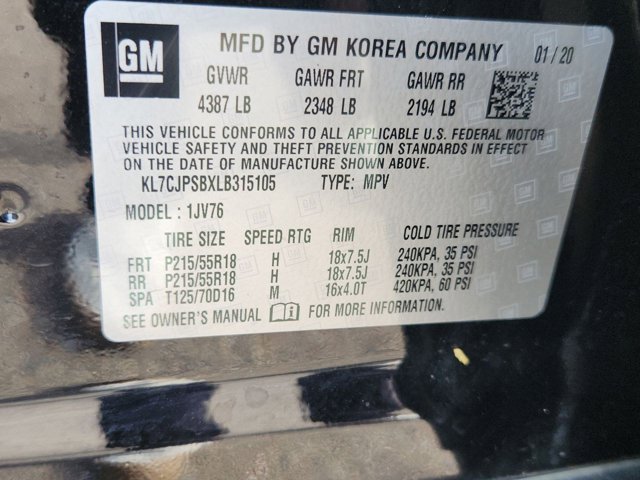 GM MFD BY GM KOREA COMPANY 01/20
GVWR GAWR FRT GAWR RR
4387 LB 2348 LB 2194 LB
THIS VEHICLE CONFORMS TO ALL APPLICABLE U.S. FEDERAL MOTOR
VEHICLE SAFETY AND THEFT PREVENTION STANDARDS IN EFFECT ON
THE DATE OF MANUFACTURE SHOWN ABOVE.
KL7CJPSBXLB315105 TYPE: MPV
MODEL: 1JV76
TIRE SIZE SPEED RTG RIM COLD TIRE PRESSURE
FRT P215/55R18 H 18x7.5J 240KPA, 35 PSI
RR P215/55R18 H 18x7.5J 240KPA, 35 PSI
SPA T125/70D16 M 16x4.0T 420KPA, 60 PSI
SEE OWNER'S MANUAL FOR MORE INFORMATION.